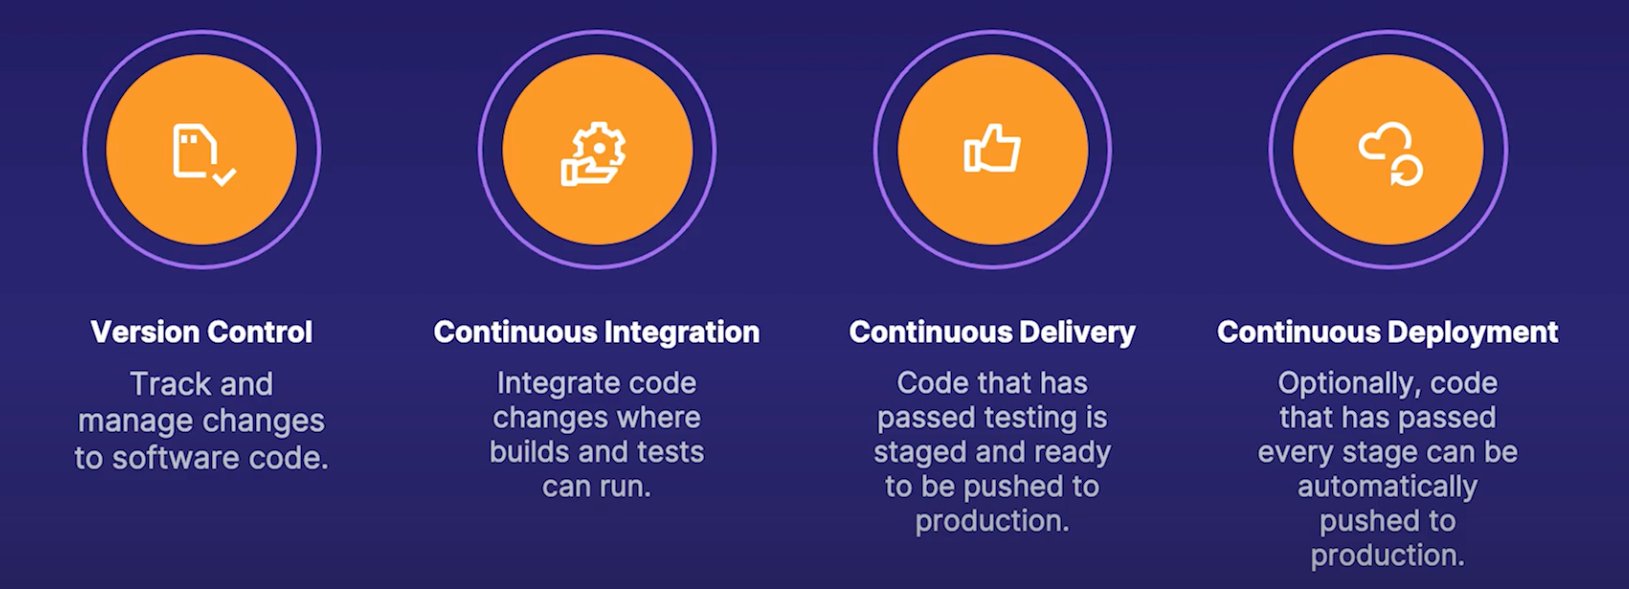 Version Control
Track and
manage changes
to software code.
Continuous Integration
Integrate code
changes where
builds and tests
can run.
Continuous Delivery
Code that has
passed testing is
staged and ready
to be pushed to
production.
Continuous Deployment
Optionally, code
that has passed
every stage can be
automatically
pushed to
production.